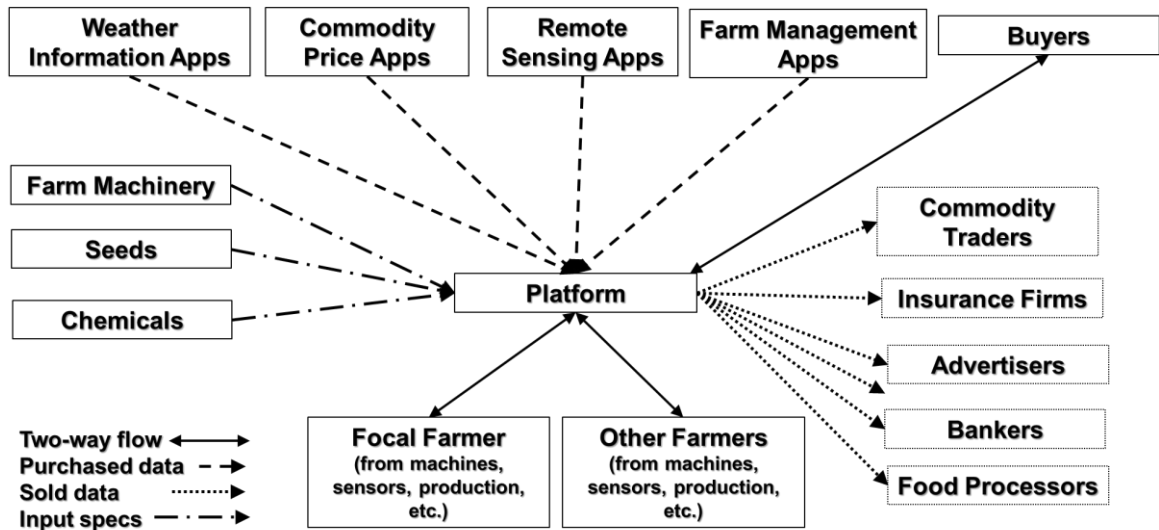 Weather
Information Apps
Commodity
Price Apps
Remote
Sensing Apps
Farm Management
Apps
Buyers
Farm Machinery
Seeds
Chemicals
Platform
Commodity
Traders
Insurance Firms
Advertisers
Bankers
Food Processors
Focal Farmer
(from machines,
sensors, production,
etc.)
Other Farmers
(from machines,
sensors, production,
etc.)
Two-way flow
Purchased data
Sold data
Input specs